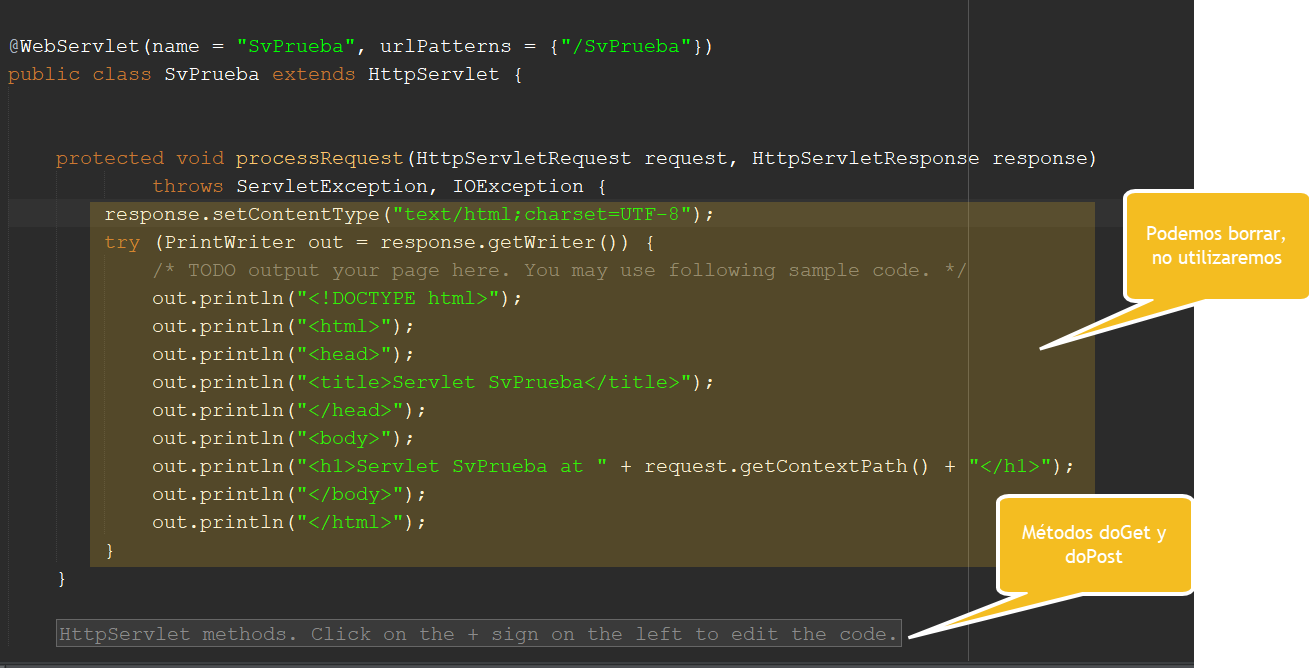 @WebServlet(name = "SvPrueba", urlPatterns = {"/SvPrueba"})
public class SvPrueba extends HttpServlet {
protected void processRequest(HttpServletRequest request, HttpServletResponse response)
throws ServletException, IOException {
response.setContentType("text/html;charset=UTF-8");
try (PrintWriter out = response.getWriter()) {
/* TODO output your page here. You may use following sample code. */
out.println("<!DOCTYPE html>");
out.println("<html>");
out.println("<head>");
out.println("<title>Servlet SvPrueba</title>");
out.println("</head>");
out.println("<body>");
out.println("<h1>Servlet SvPrueba at " + request.getContextPath() + "</h1>");
out.println("</body>");
out.println("</html>");
}
}
HttpServlet methods. Click on the + sign on the left to edit the code.
Podemos borrar,
no utilizaremos
Métodos doGet y
doPost